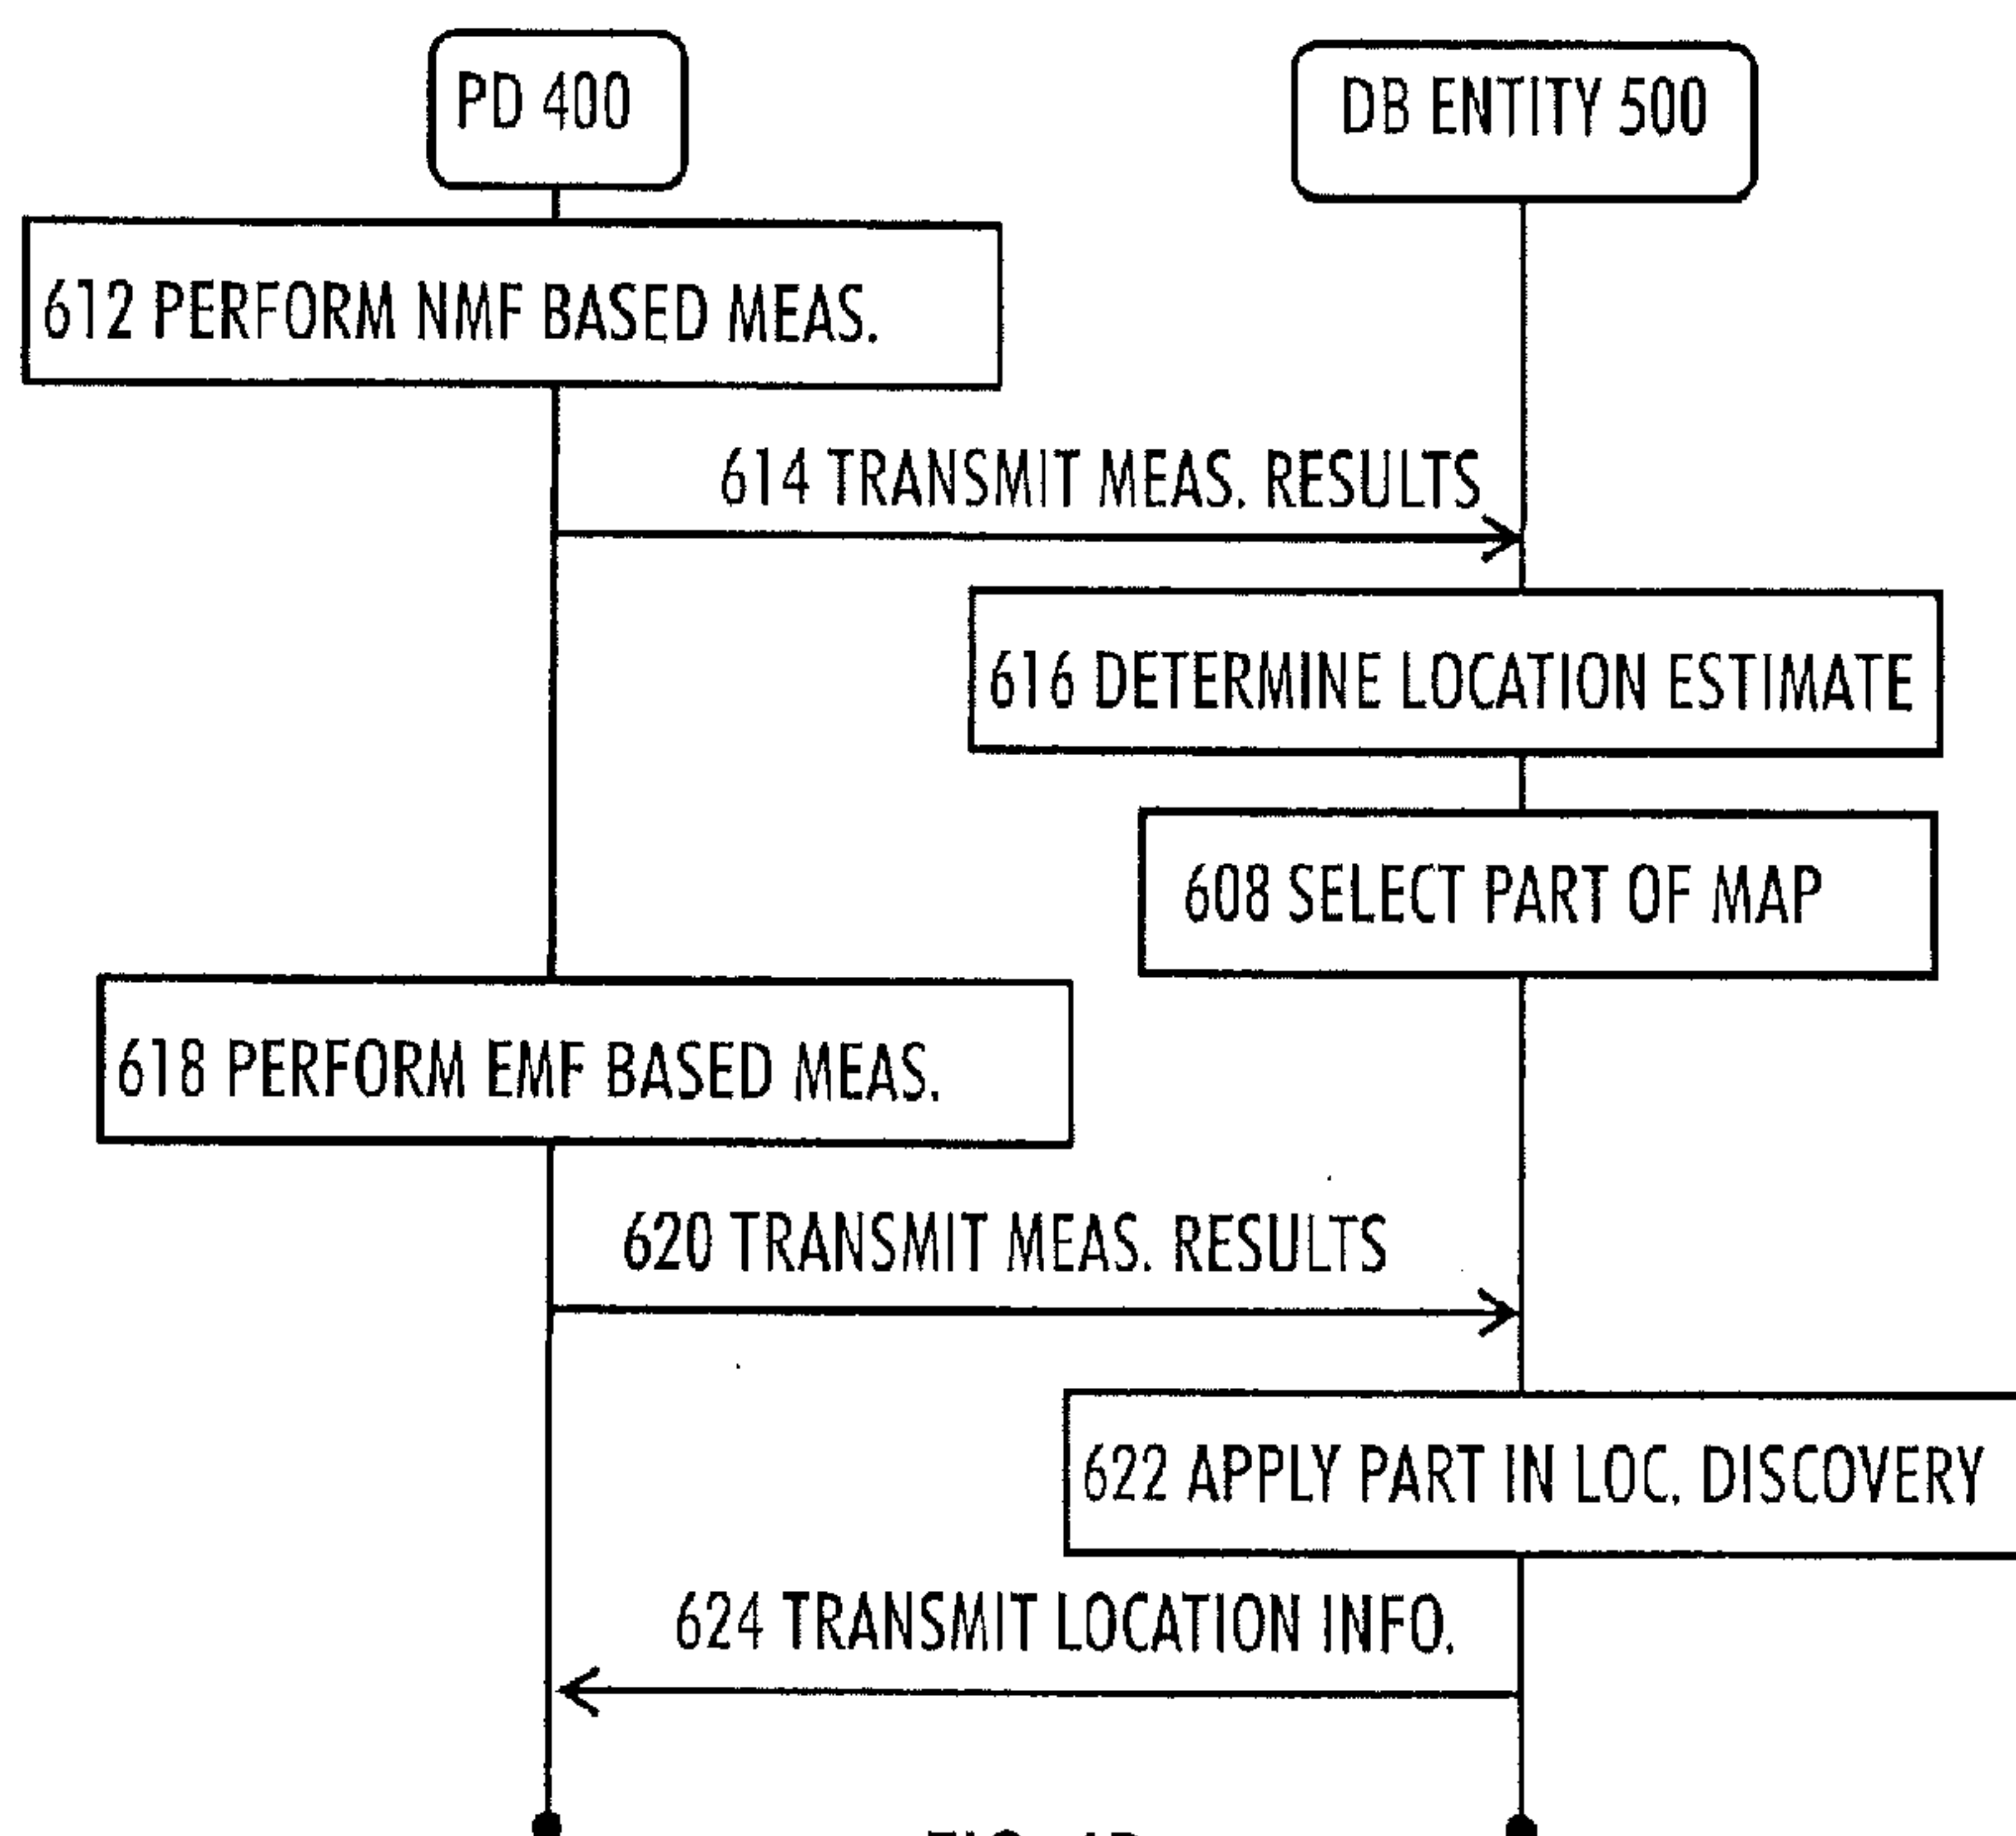 PD 400
DB ENTITY 500
612 PERFORM NMF BASED MEAS.
614 TRANSMIT MEAS. RESULTS
616 DETERMINE LOCATION ESTIMATE
608 SELECT PART OF MAP
618 PERFORM EMF BASED MEAS.
620 TRANSMIT MEAS. RESULTS
622 APPLY PART IN LOC. DISCOVERY
624 TRANSMIT LOCATION INFO.